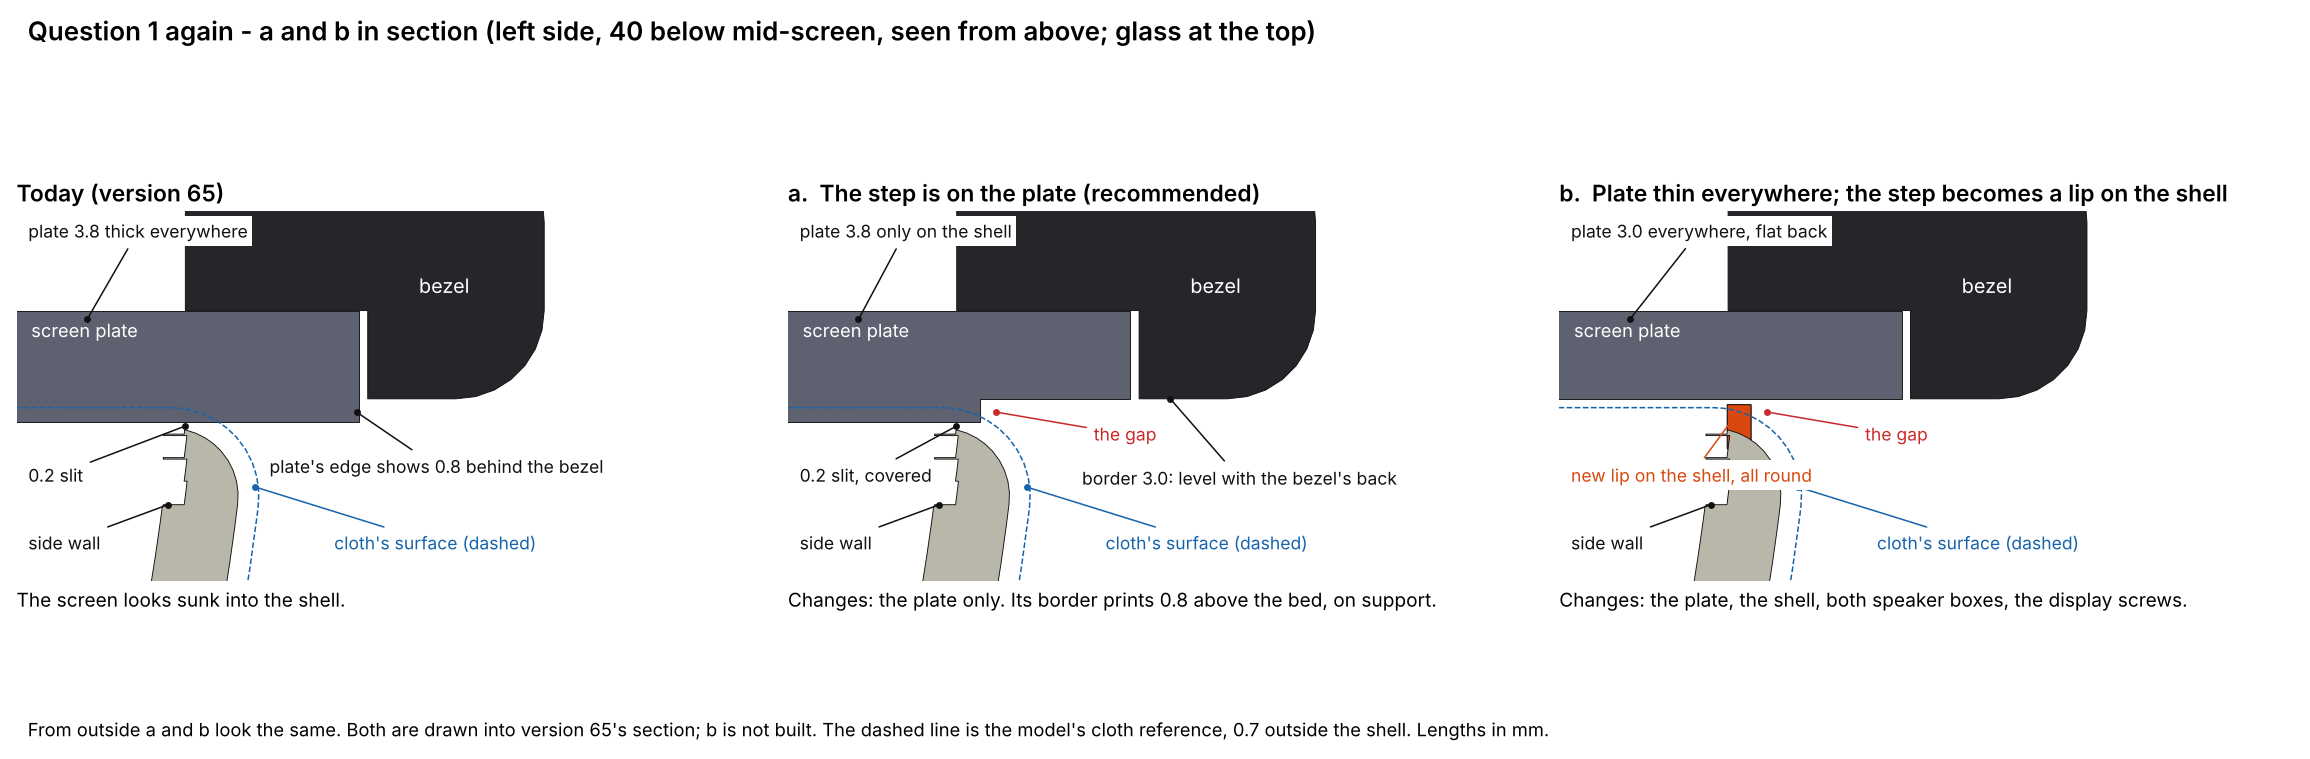 Question 1 again - a and b in section (left side, 40 below mid-screen, seen from above; glass at the top)
Today (version 65)
plate 3.8 thick everywhere
bezel
screen plate
0.2 slit
plate's edge shows 0.8 behind the bezel
side wall
cloth's surface (dashed)
The screen looks sunk into the shell.
a. The step is on the plate (recommended)
plate 3.8 only on the shell
bezel
screen plate
the gap
0.2 slit, covered
border 3.0: level with the bezel's back
side wall
cloth's surface (dashed)
Changes: the plate only. Its border prints 0.8 above the bed, on support.
b. Plate thin everywhere; the step becomes a lip on the shell
plate 3.0 everywhere, flat back
bezel
screen plate
the gap
new lip on the shell, all round
side wall
cloth's surface (dashed)
Changes: the plate, the shell, both speaker boxes, the display screws.
From outside a and b look the same. Both are drawn into version 65's section; b is not built. The dashed line is the model's cloth reference, 0.7 outside the shell. Lengths in mm.